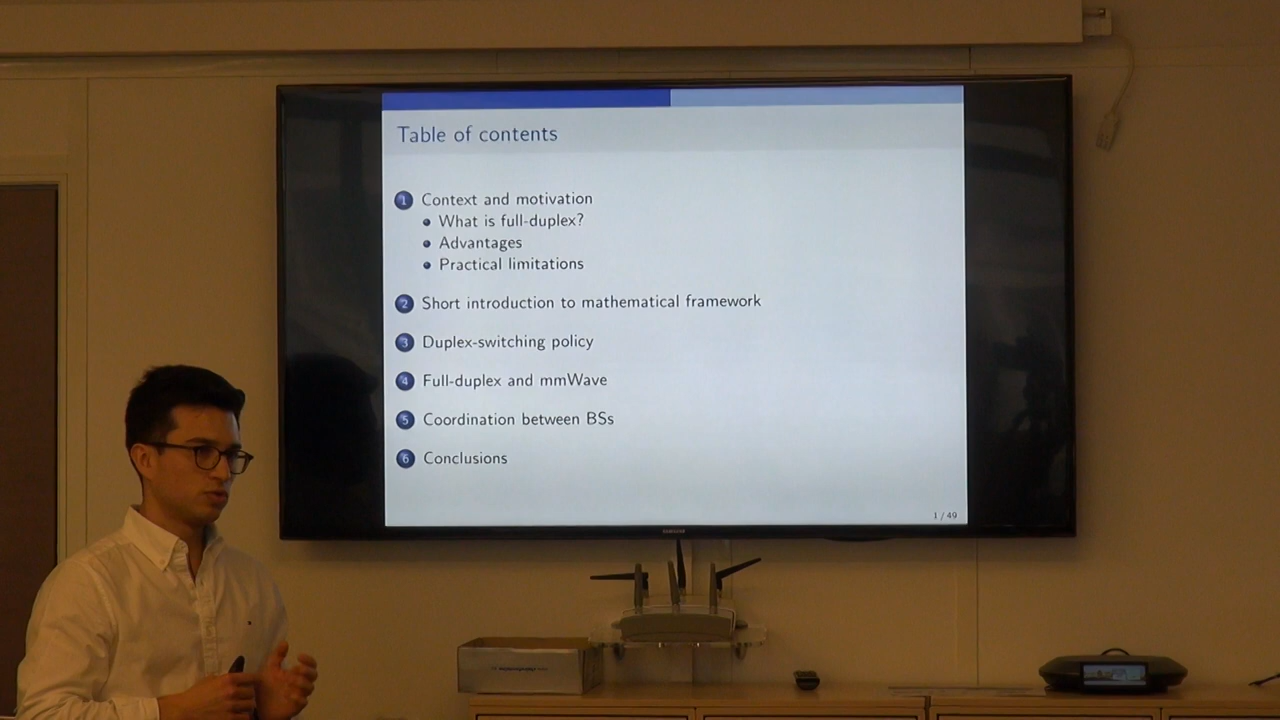 Table of contents
1 Context and motivation
What is full-duplex?
Advantages
Practical limitations
2 Short introduction to mathematical framework
3 Duplex-switching policy
4 Full-duplex and mmWave
5 Coordination between BSs
6 Conclusions
1 / 49
SAMSUNG